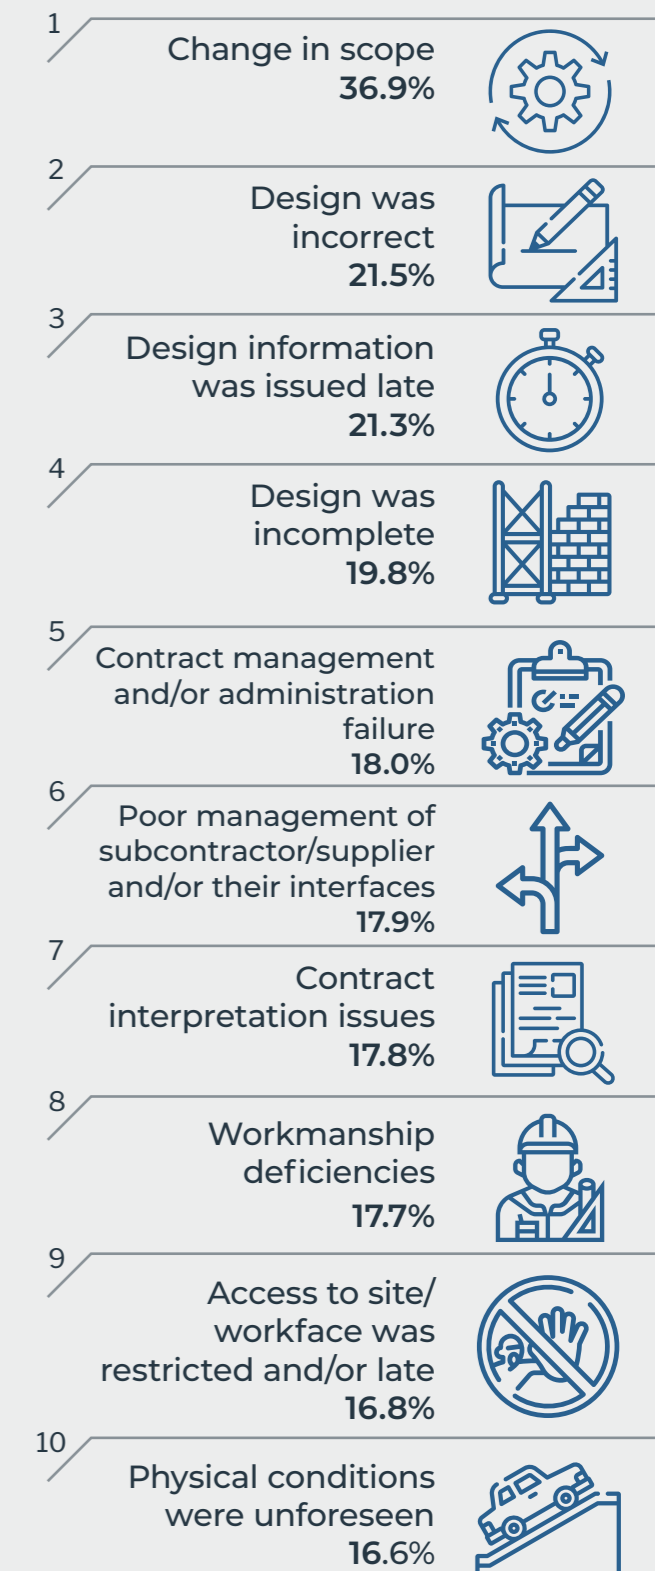 1
Change in scope
36.9%
2
Design was
incorrect
21.5%
3
Design information
was issued late
21.3%
4
Design was
incomplete
19.8%
5
Contract management
and/or administration
failure
18.0%
6
Poor management of
subcontractor/supplier
and/or their interfaces
17.9%
7
Contract
interpretation issues
17.8%
8
Workmanship
deficiencies
17.7%
9
Access to site/
workface was
restricted and/or late
16.8%
10
Physical conditions
were unforeseen
16.6%